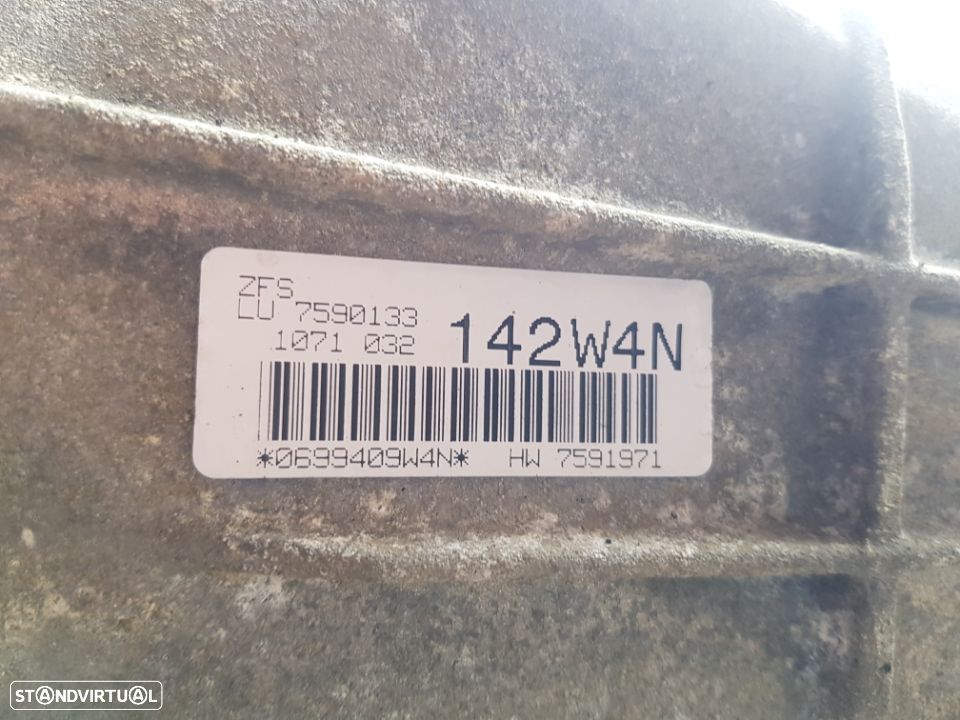 ZFS
LU 7590133
1071 032
142W4N
*0699409W4N* HW 7591971
STANDVIRTUAL